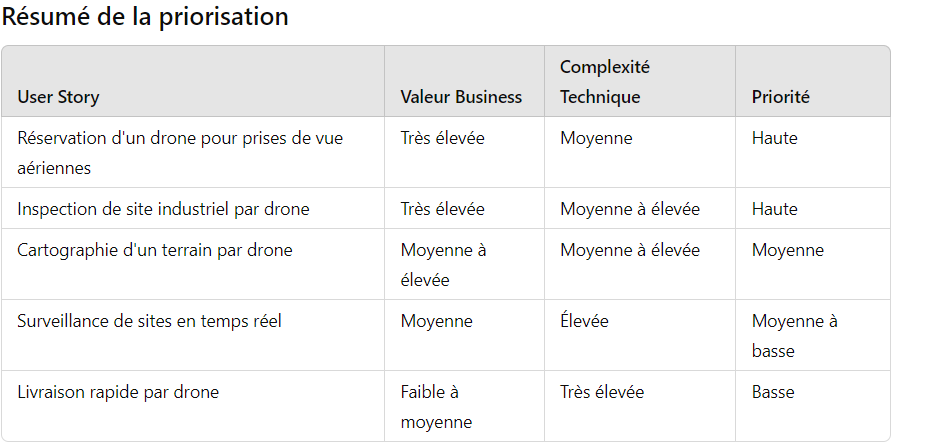 Résumé de la priorisation
User Story Valeur Business Complexité Technique Priorité
Réservation d'un drone pour prises de vue aériennes Très élevée Moyenne Haute
Inspection de site industriel par drone Très élevée Moyenne à élevée Haute
Cartographie d'un terrain par drone Moyenne à élevée Moyenne à élevée Moyenne
Surveillance de sites en temps réel Moyenne Élevée Moyenne à basse
Livraison rapide par drone Faible à moyenne Très élevée Basse